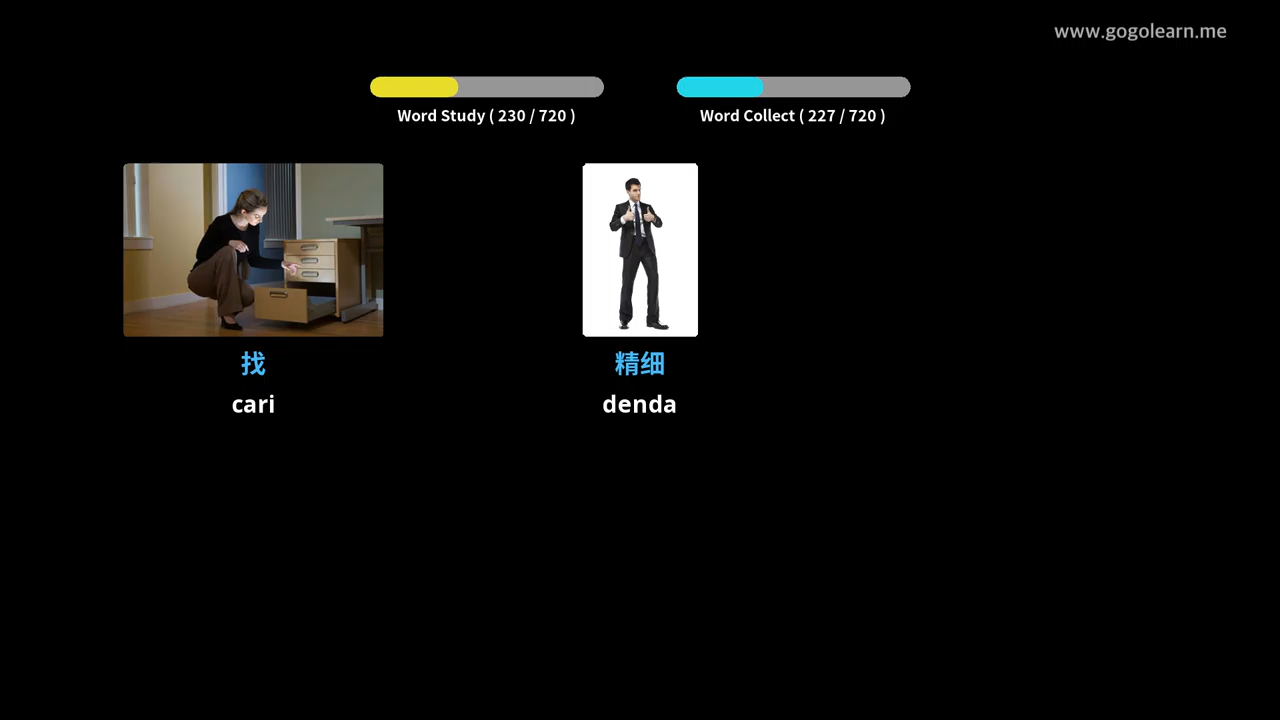 www.gogolearn.me
Word Study ( 230 / 720 )
Word Collect ( 227 / 720 )
找
cari
精细
denda